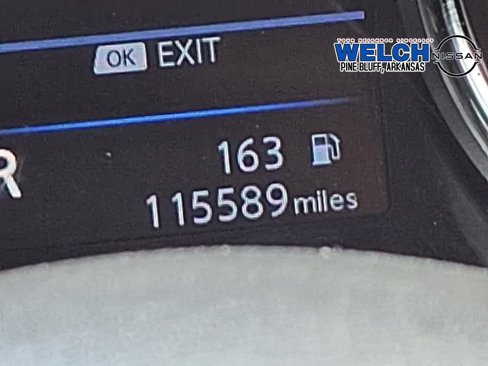 WELCH
NISSAN
PINE BLUFF, ARKANSAS
OK EXIT
R
163
115589 miles